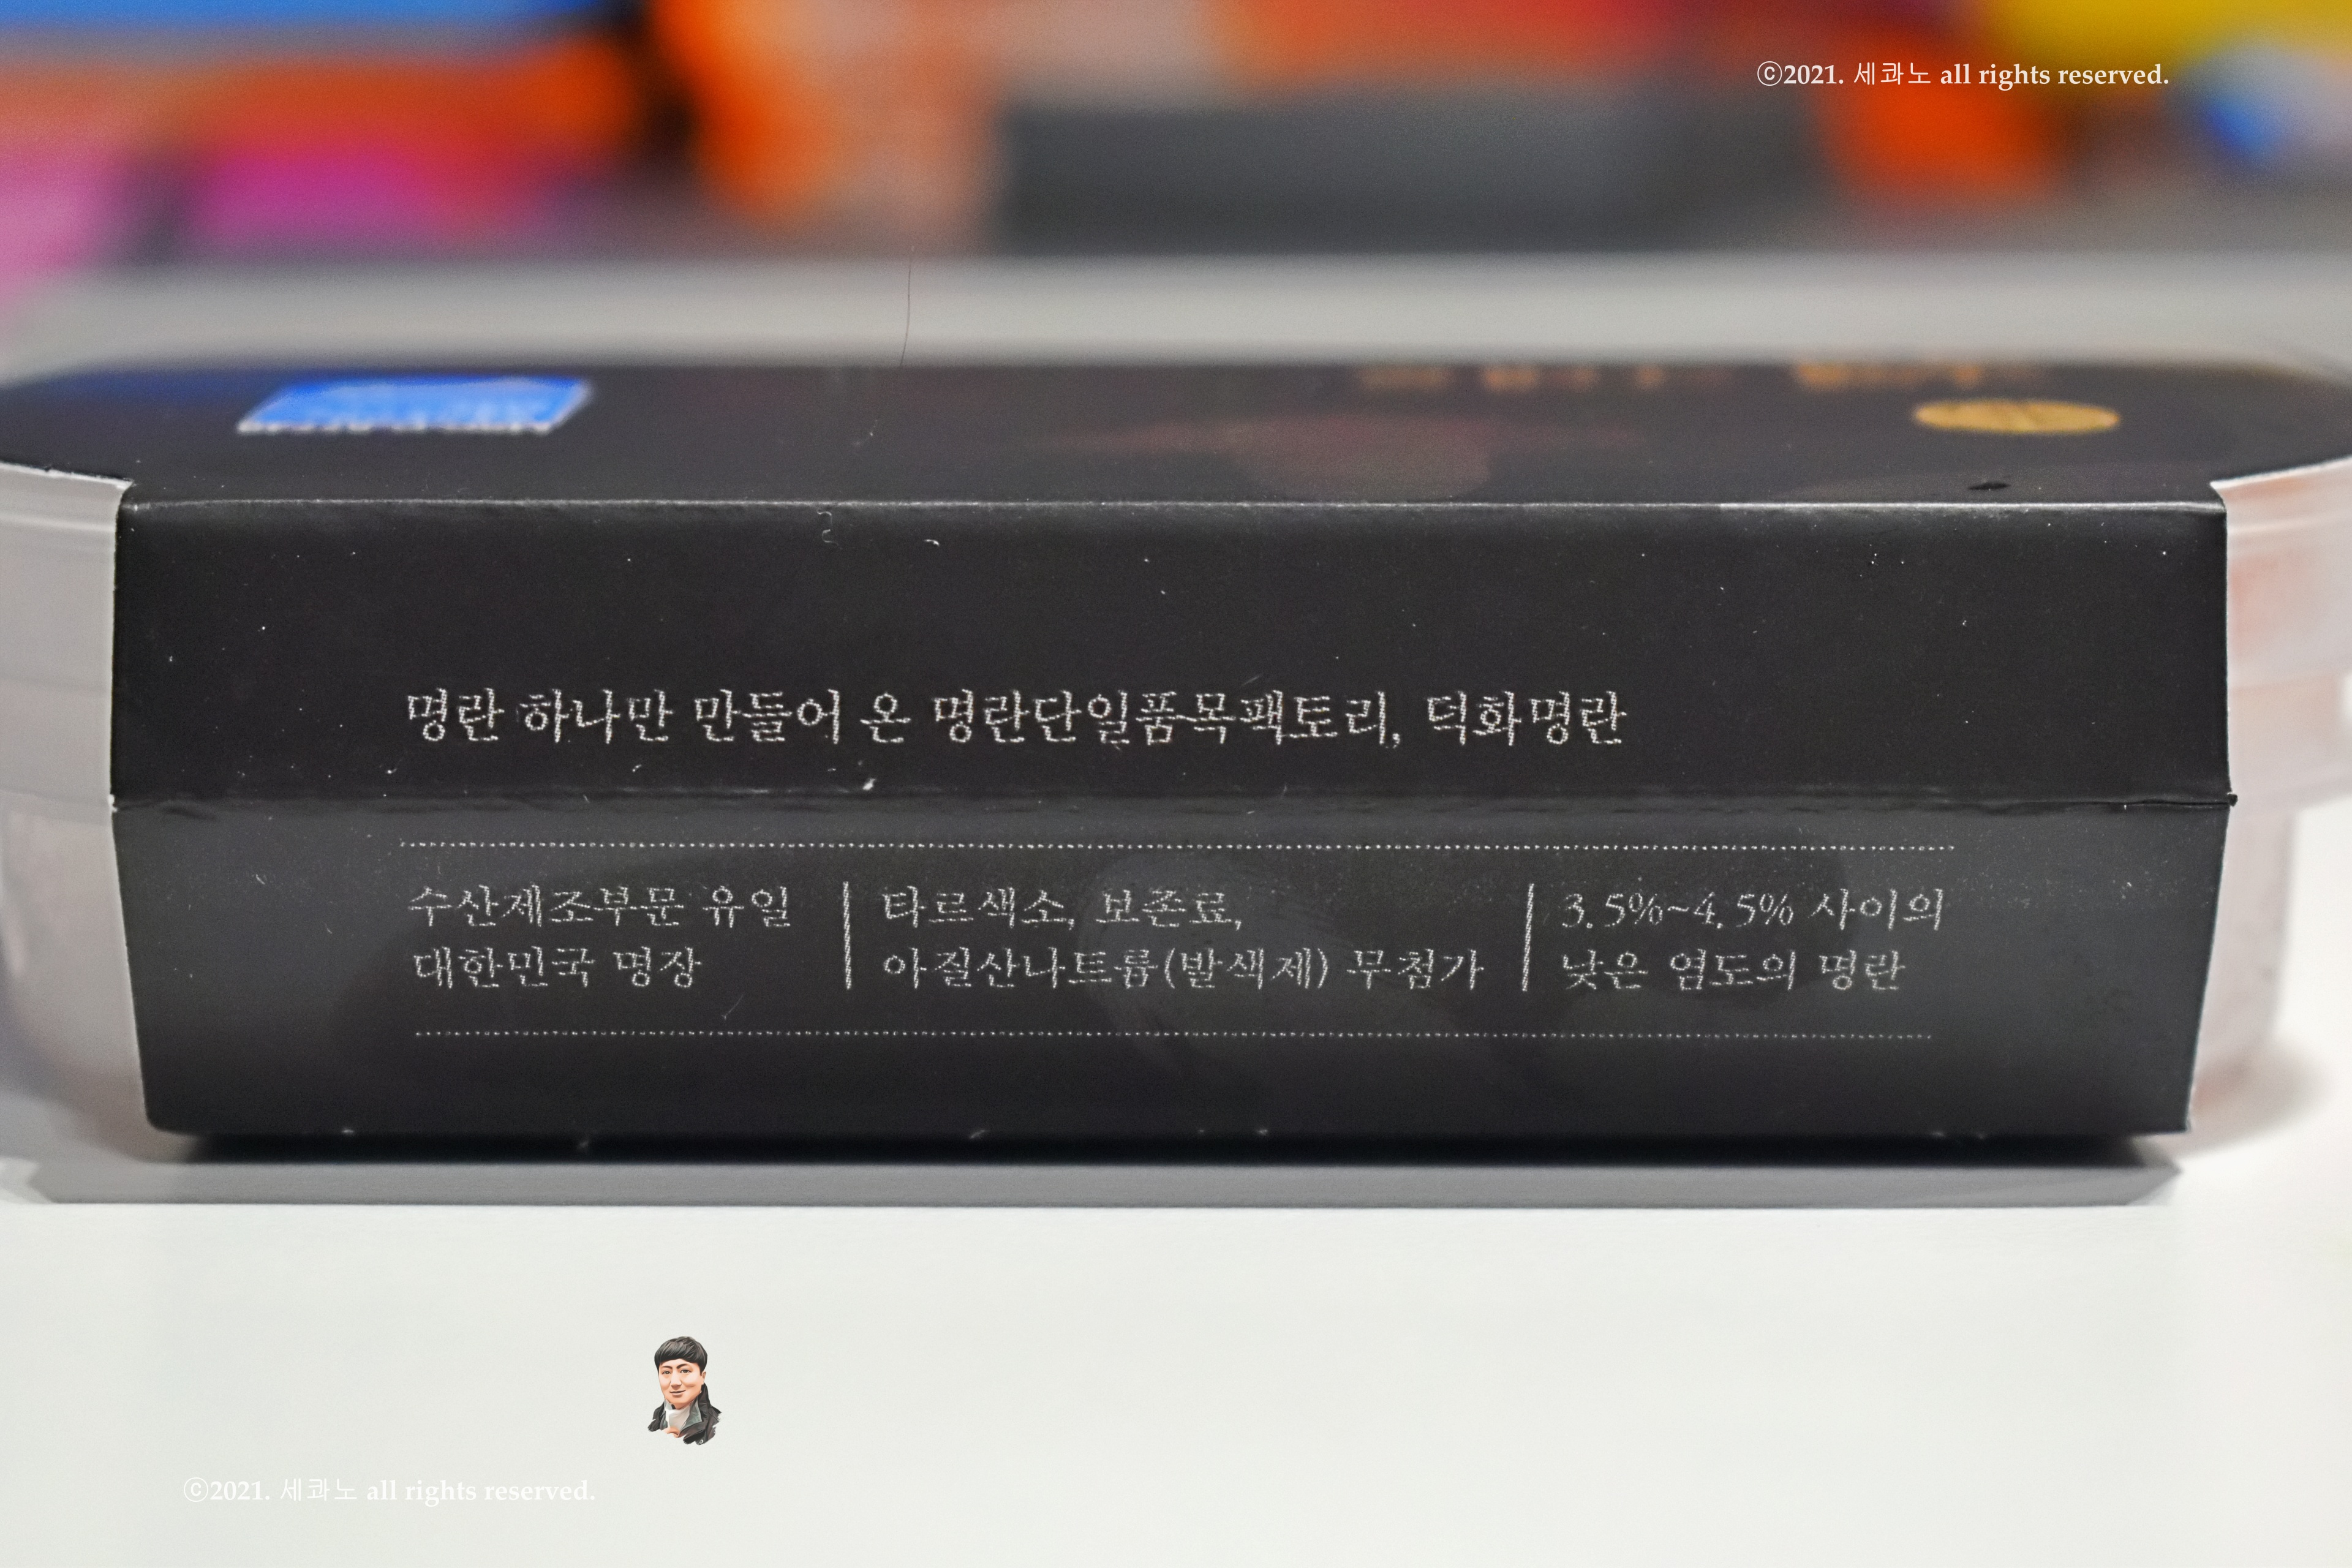 ⓒ2021. 세콰노 all rights reserved.
명란 하나만 만들어 온 명란단일품목팩토리, 덕화명란
수산제조부문 유일
대한민국 명장
타르색소, 보존료,
아질산나트륨(발색제) 무첨가
3.5%~4.5% 사이의
낮은 염도의 명란
ⓒ2021. 세콰노 all rights reserved.